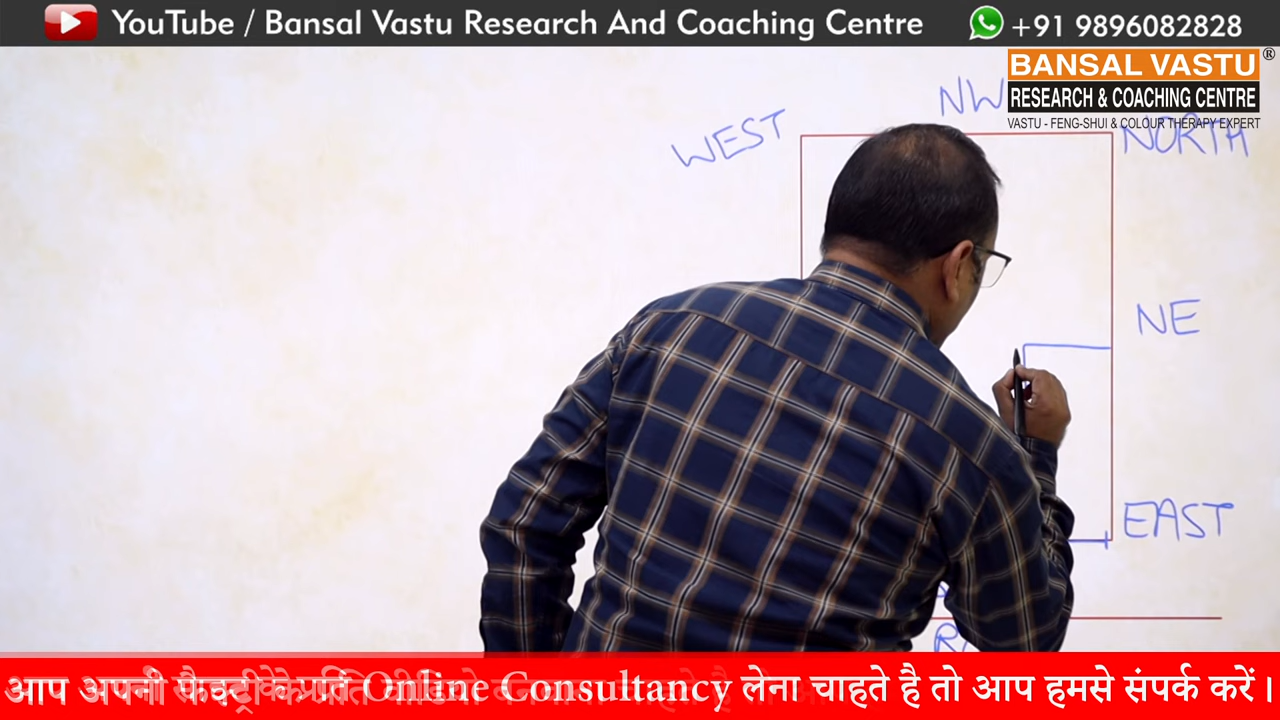 YouTube / Bansal Vastu Research And Coaching Centre
+91 9896082828
BANSAL VASTU®
RESEARCH & COACHING CENTRE
VASTU - FENG-SHUI & COLOUR THERAPY EXPERT
NW
WEST
NORTH
NE
EAST
आप अपनी Online Consultancy लेना चाहते है तो आप हमसे संपर्क करें।